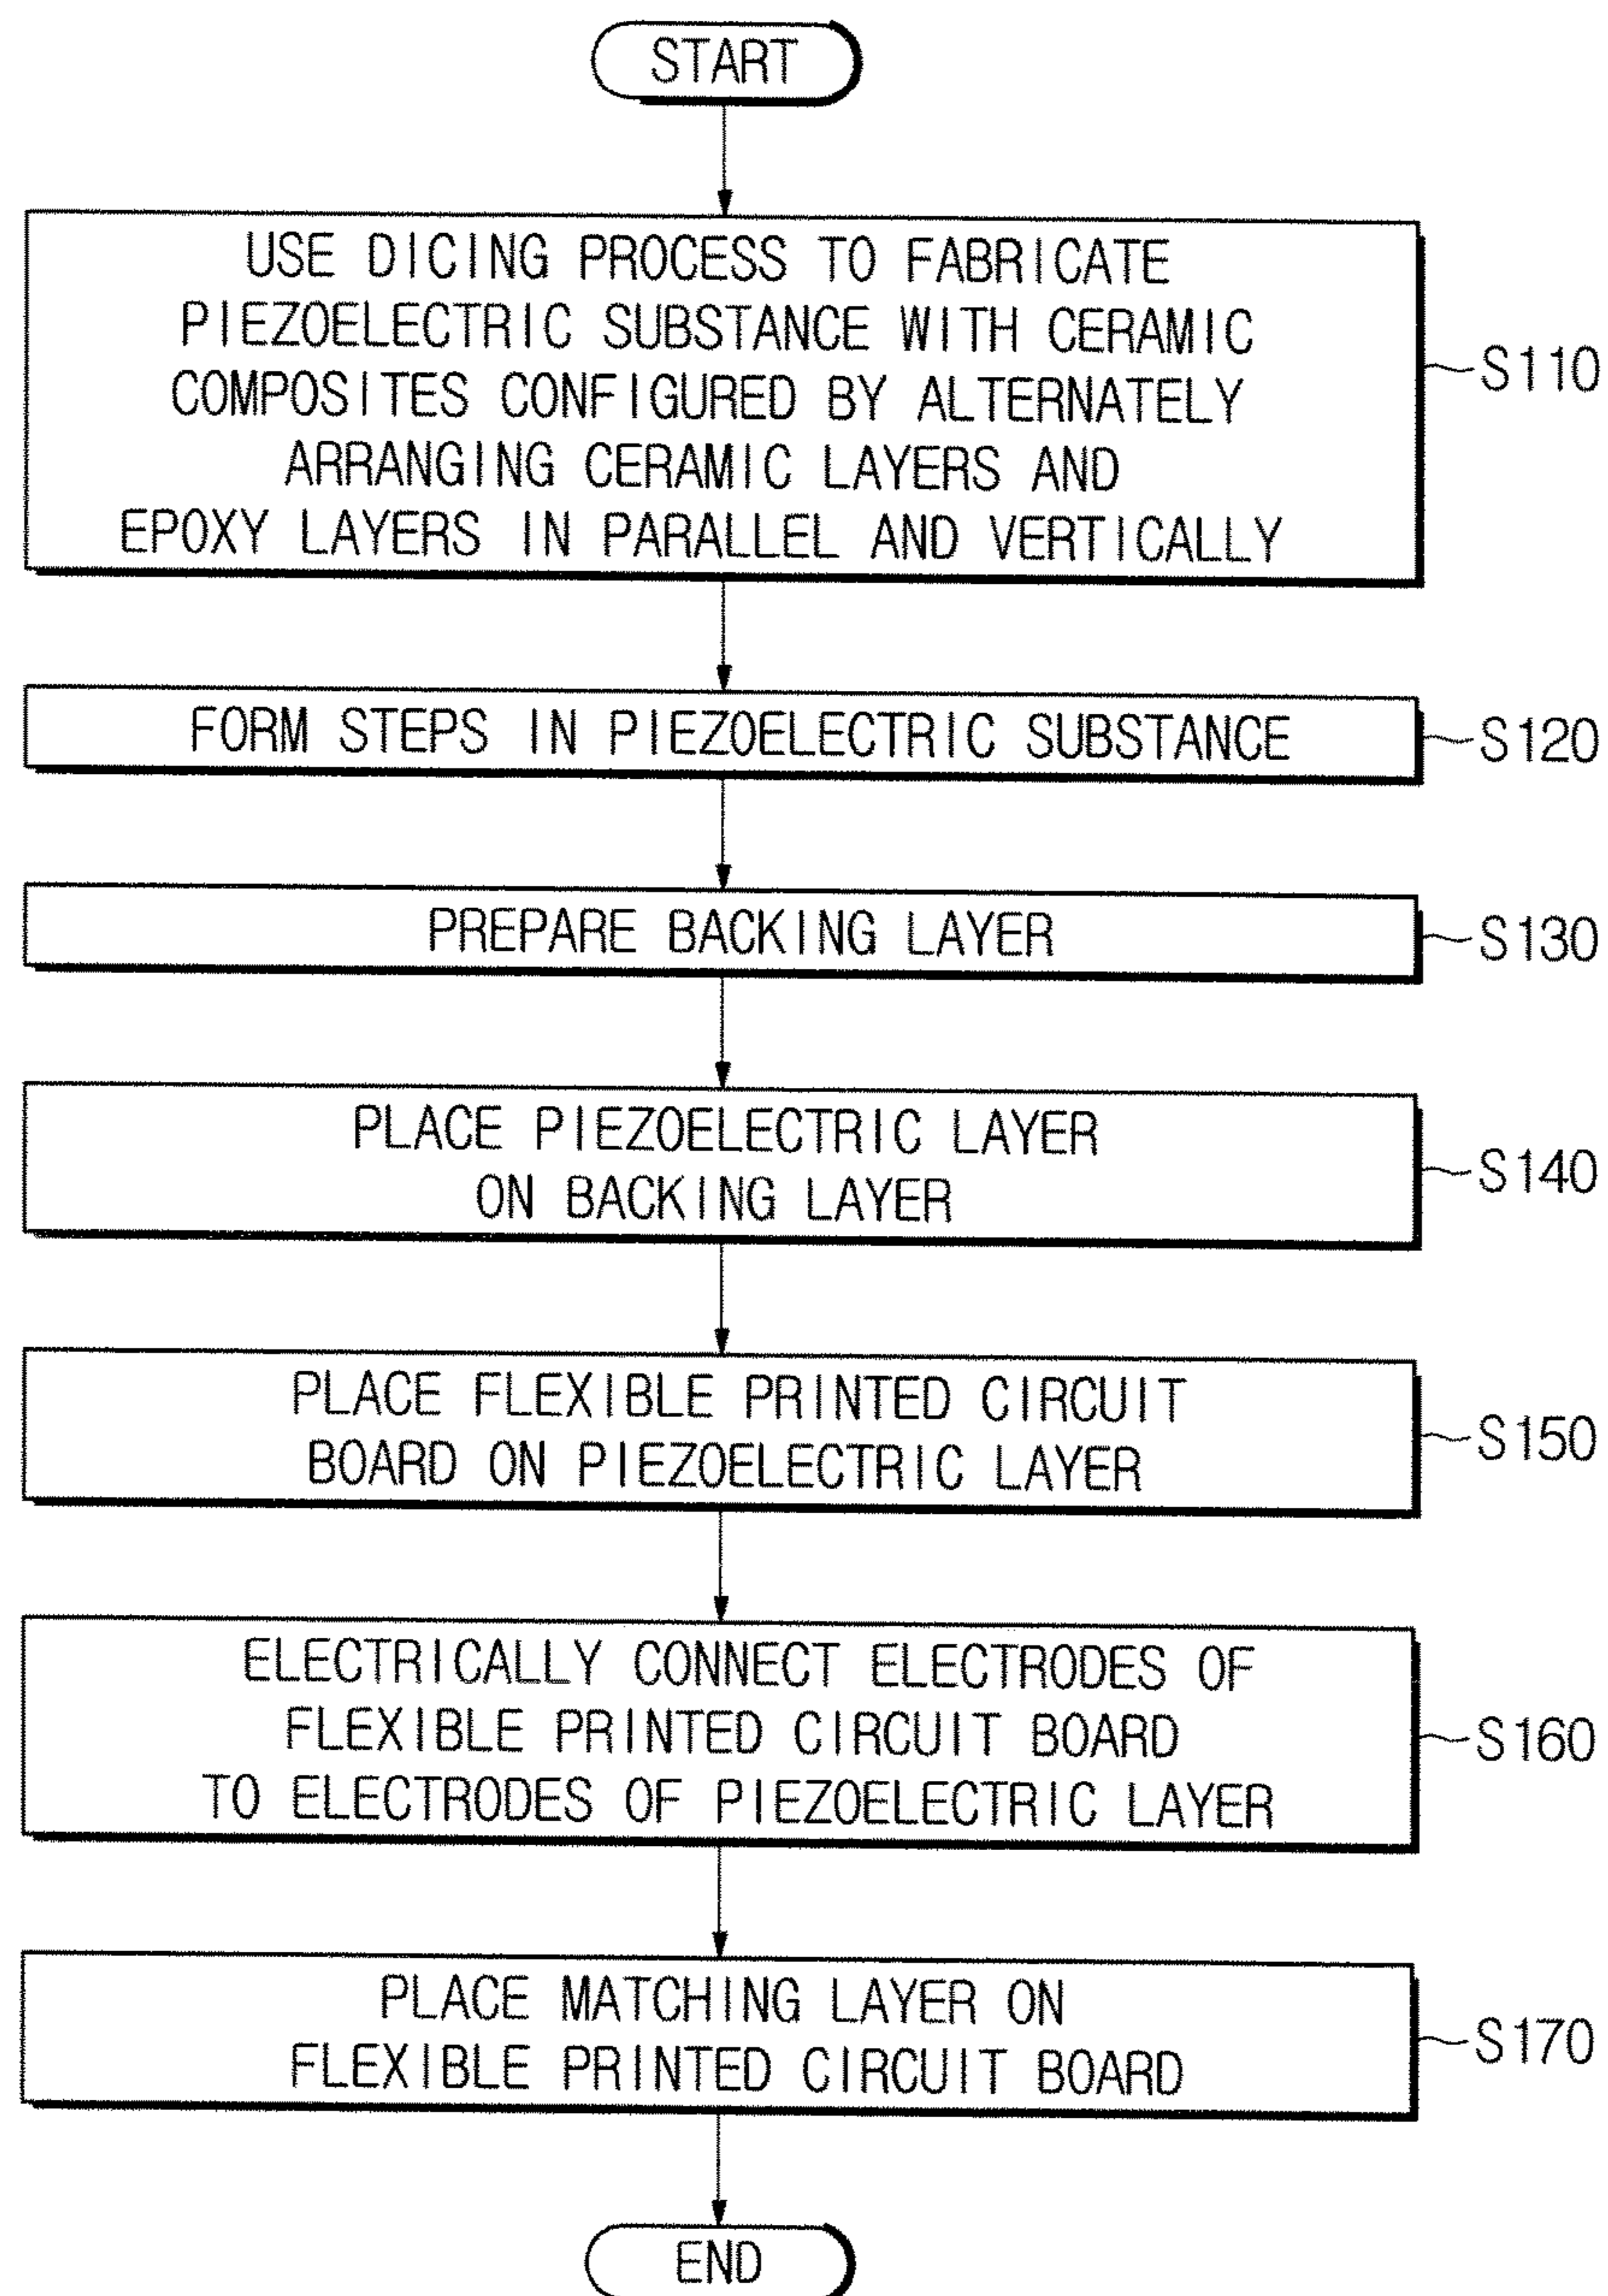 START
USE DICING PROCESS TO FABRICATE
PIEZOELECTRIC SUBSTANCE WITH CERAMIC
COMPOSITES CONFIGURED BY ALTERNATELY
ARRANGING CERAMIC LAYERS AND
EPOXY LAYERS IN PARALLEL AND VERTICALLY
S110
FORM STEPS IN PIEZOELECTRIC SUBSTANCE
S120
PREPARE BACKING LAYER
S130
PLACE PIEZOELECTRIC LAYER
ON BACKING LAYER
S140
PLACE FLEXIBLE PRINTED CIRCUIT
BOARD ON PIEZOELECTRIC LAYER
S150
ELECTRICALLY CONNECT ELECTRODES OF
FLEXIBLE PRINTED CIRCUIT BOARD
TO ELECTRODES OF PIEZOELECTRIC LAYER
S160
PLACE MATCHING LAYER ON
FLEXIBLE PRINTED CIRCUIT BOARD
S170
END